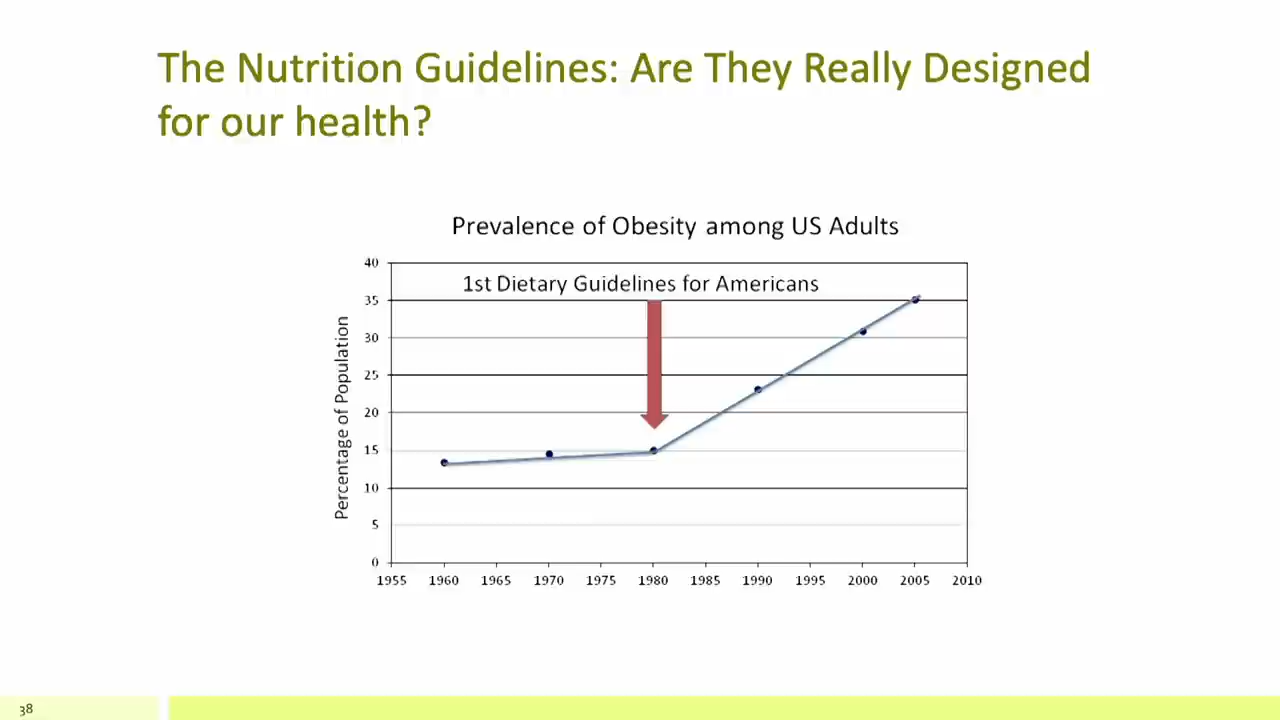 The Nutrition Guidelines: Are They Really Designed
for our health?
Prevalence of Obesity among US Adults
1st Dietary Guidelines for Americans
Percentage of Population
40
35
30
25
20
15
10
5
0
1955 1960 1965 1970 1975 1980 1985 1990 1995 2000 2005 2010
38